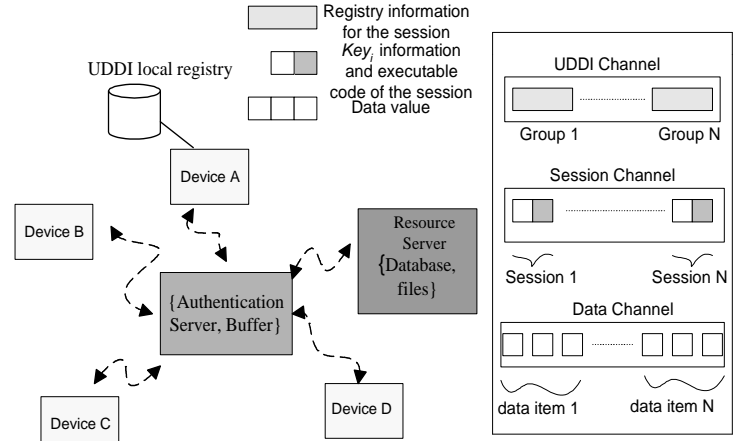 Registry information
for the session
Key_i information
and executable
code of the session
Data value
UDDI local registry
Device A
Device B
Resource
Server
{Database,
files}
{Authentication
Server, Buffer}
Device C
Device D
UDDI Channel
Group 1
Group N
Session Channel
Session 1
Session N
Data Channel
data item 1
data item N